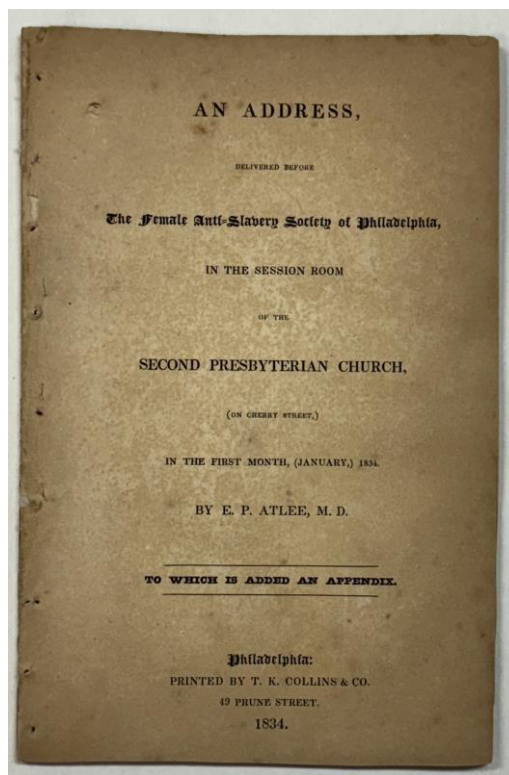 AN ADDRESS,
DELIVERED BEFORE
The Female Anti-Slavery Society of Philadelphia,
IN THE SESSION ROOM
OF THE
SECOND PRESBYTERIAN CHURCH,
(ON CHERRY STREET,)
IN THE FIRST MONTH, (JANUARY,) 1834.
BY E. P. ATLEE, M. D.
TO WHICH IS ADDED AN APPENDIX.
Philadelphia:
PRINTED BY T. K. COLLINS & CO.
49 PRUNE STREET.
1834.